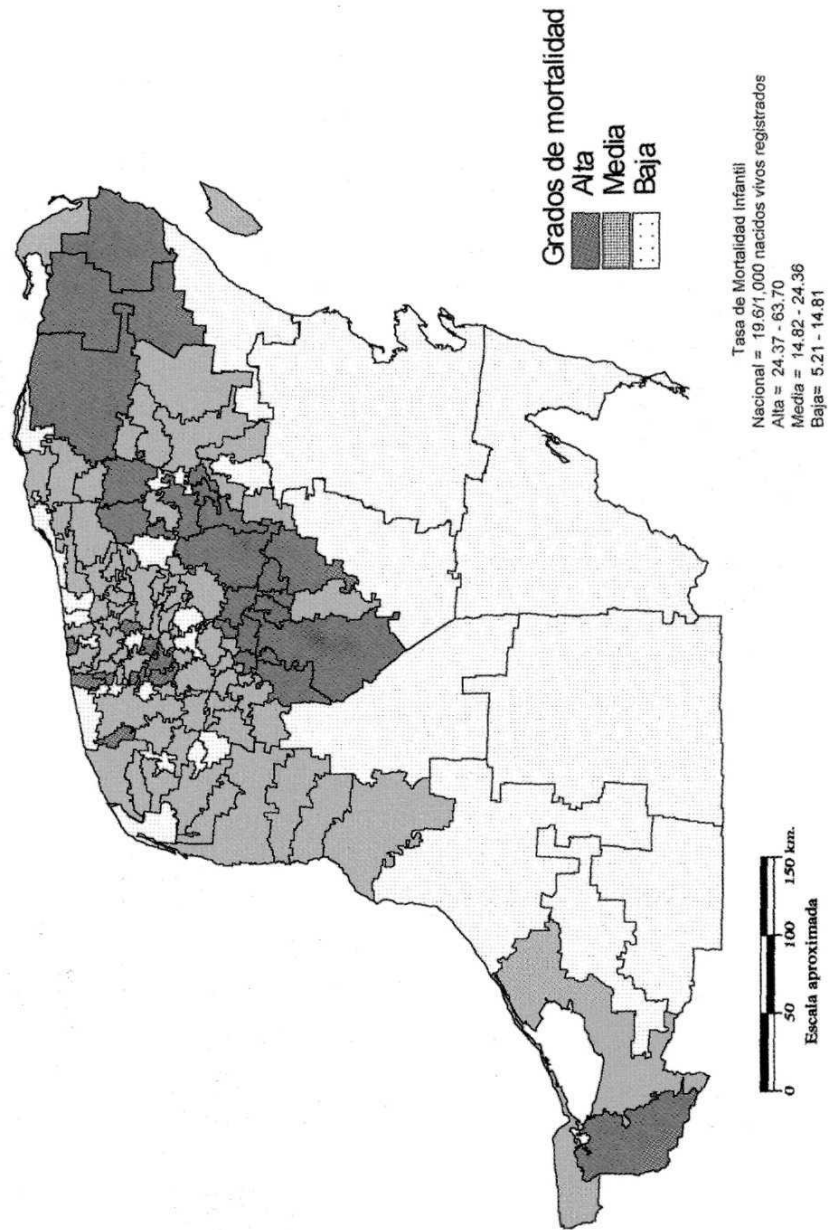 Grados de mortalidad
Alta
Media
Baja
Tasa de Mortalidad Infantil
Nacional = 19.6/1,000 nacidos vivos registrados
Alta = 24.37 - 63.70
Media = 14.82 - 24.36
Baja= 5.21 - 14.81
0 50 100 150 km.
Escala aproximada